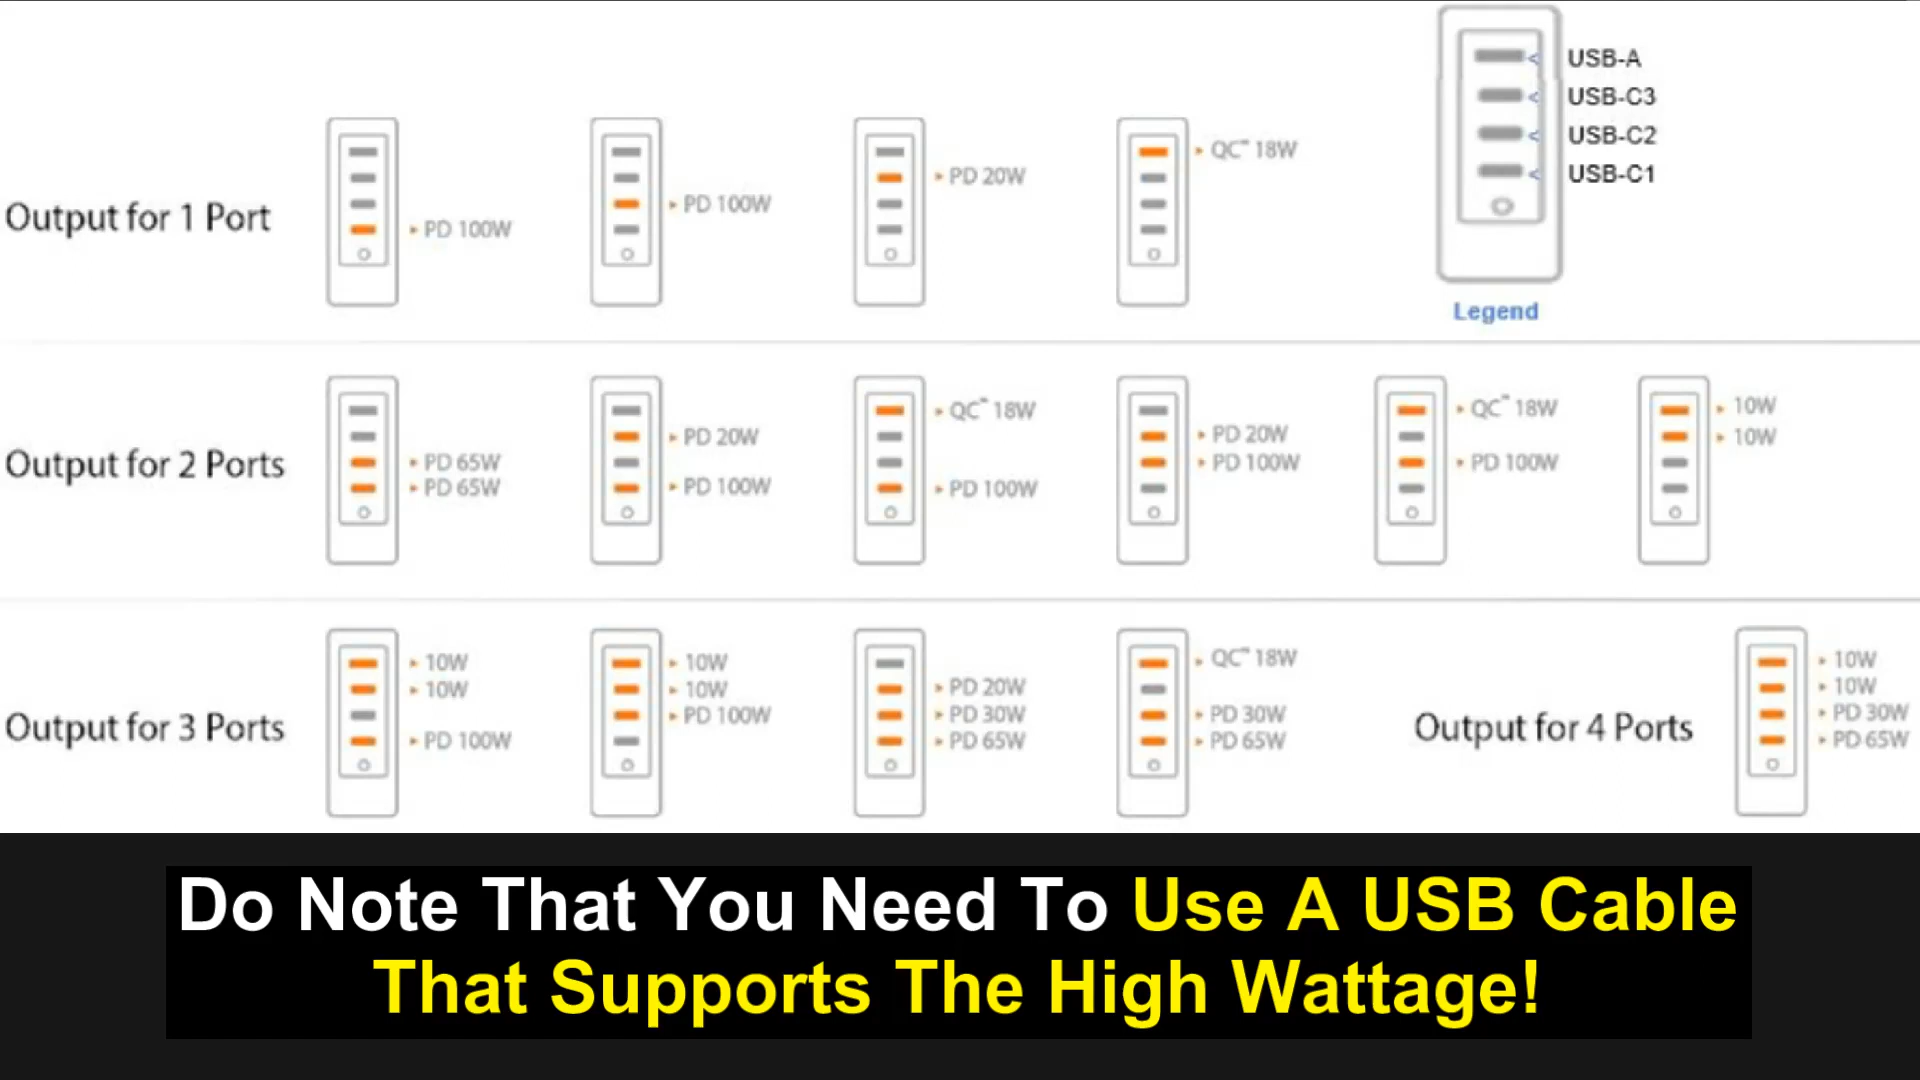 USB-A
USB-C3
USB-C2
USB-C1
Legend
Output for 1 Port
PD 100W
PD 100W
PD 20W
QC™ 18W
Output for 2 Ports
PD 65W
PD 65W
PD 20W
PD 100W
QC™ 18W
PD 100W
PD 20W
PD 100W
QC™ 18W
PD 100W
10W
10W
Output for 3 Ports
10W
10W
PD 100W
10W
10W
PD 100W
PD 20W
PD 30W
PD 65W
QC™ 18W
PD 30W
PD 65W
Output for 4 Ports
10W
10W
PD 30W
PD 65W
Do Note That You Need To Use A USB Cable
That Supports The High Wattage!